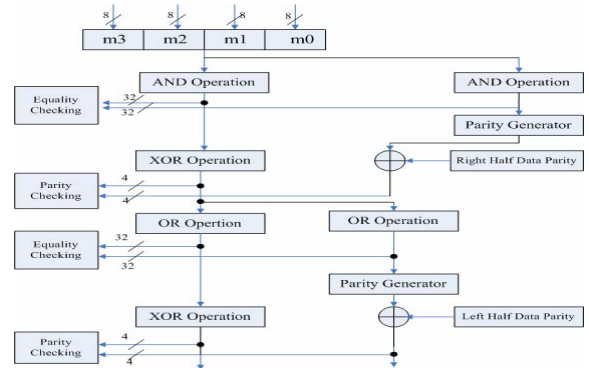 8 8 8 8
m3 m2 m1 m0
AND Operation AND Operation
Equality
Checking
32
32
Parity Generator
XOR Operation
Right Half Data Parity
Parity
Checking
4
4
OR Opertion OR Operation
Equality
Checking
32
32
Parity Generator
XOR Operation
Left Half Data Parity
Parity
Checking
4
4